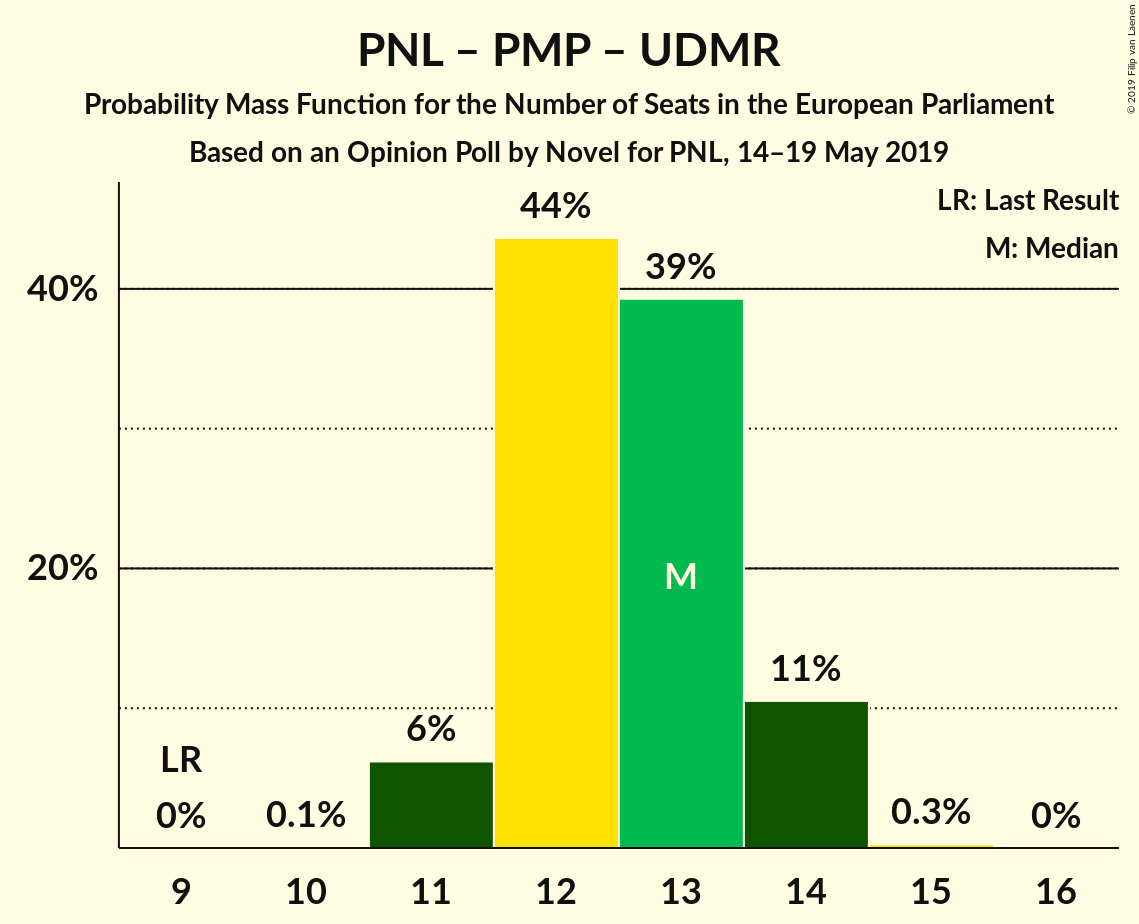 PNL – PMP – UDMR
Probability Mass Function for the Number of Seats in the European Parliament
Based on an Opinion Poll by Novel for PNL, 14–19 May 2019
© 2019 Filip van Laenen
LR: Last Result
M: Median
44%
39%
40%
20%
M
11%
6%
LR
0%
0.1%
0.3%
0%
9 10 11 12 13 14 15 16